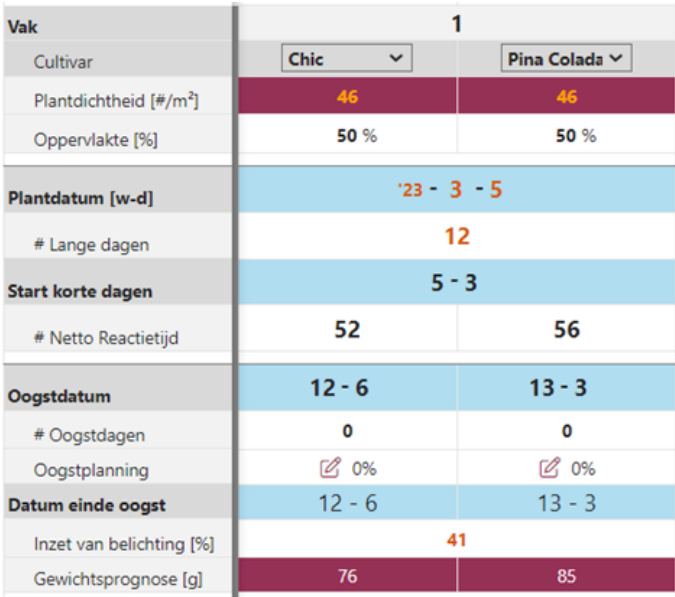 Vak 1
Cultivar Chic Pina Colada
Plantdichtheid [#/m²] 46 46
Oppervlakte [%] 50 % 50 %
Plantdatum [w-d] '23 - 3 - 5
# Lange dagen 12
Start korte dagen 5 - 3
# Netto Reactietijd 52 56
Oogstdatum 12 - 6 13 - 3
# Oogstdagen 0 0
Oogstplanning 0% 0%
Datum einde oogst 12 - 6 13 - 3
Inzet van belichting [%] 41
Gewichtsprognose [g] 76 85